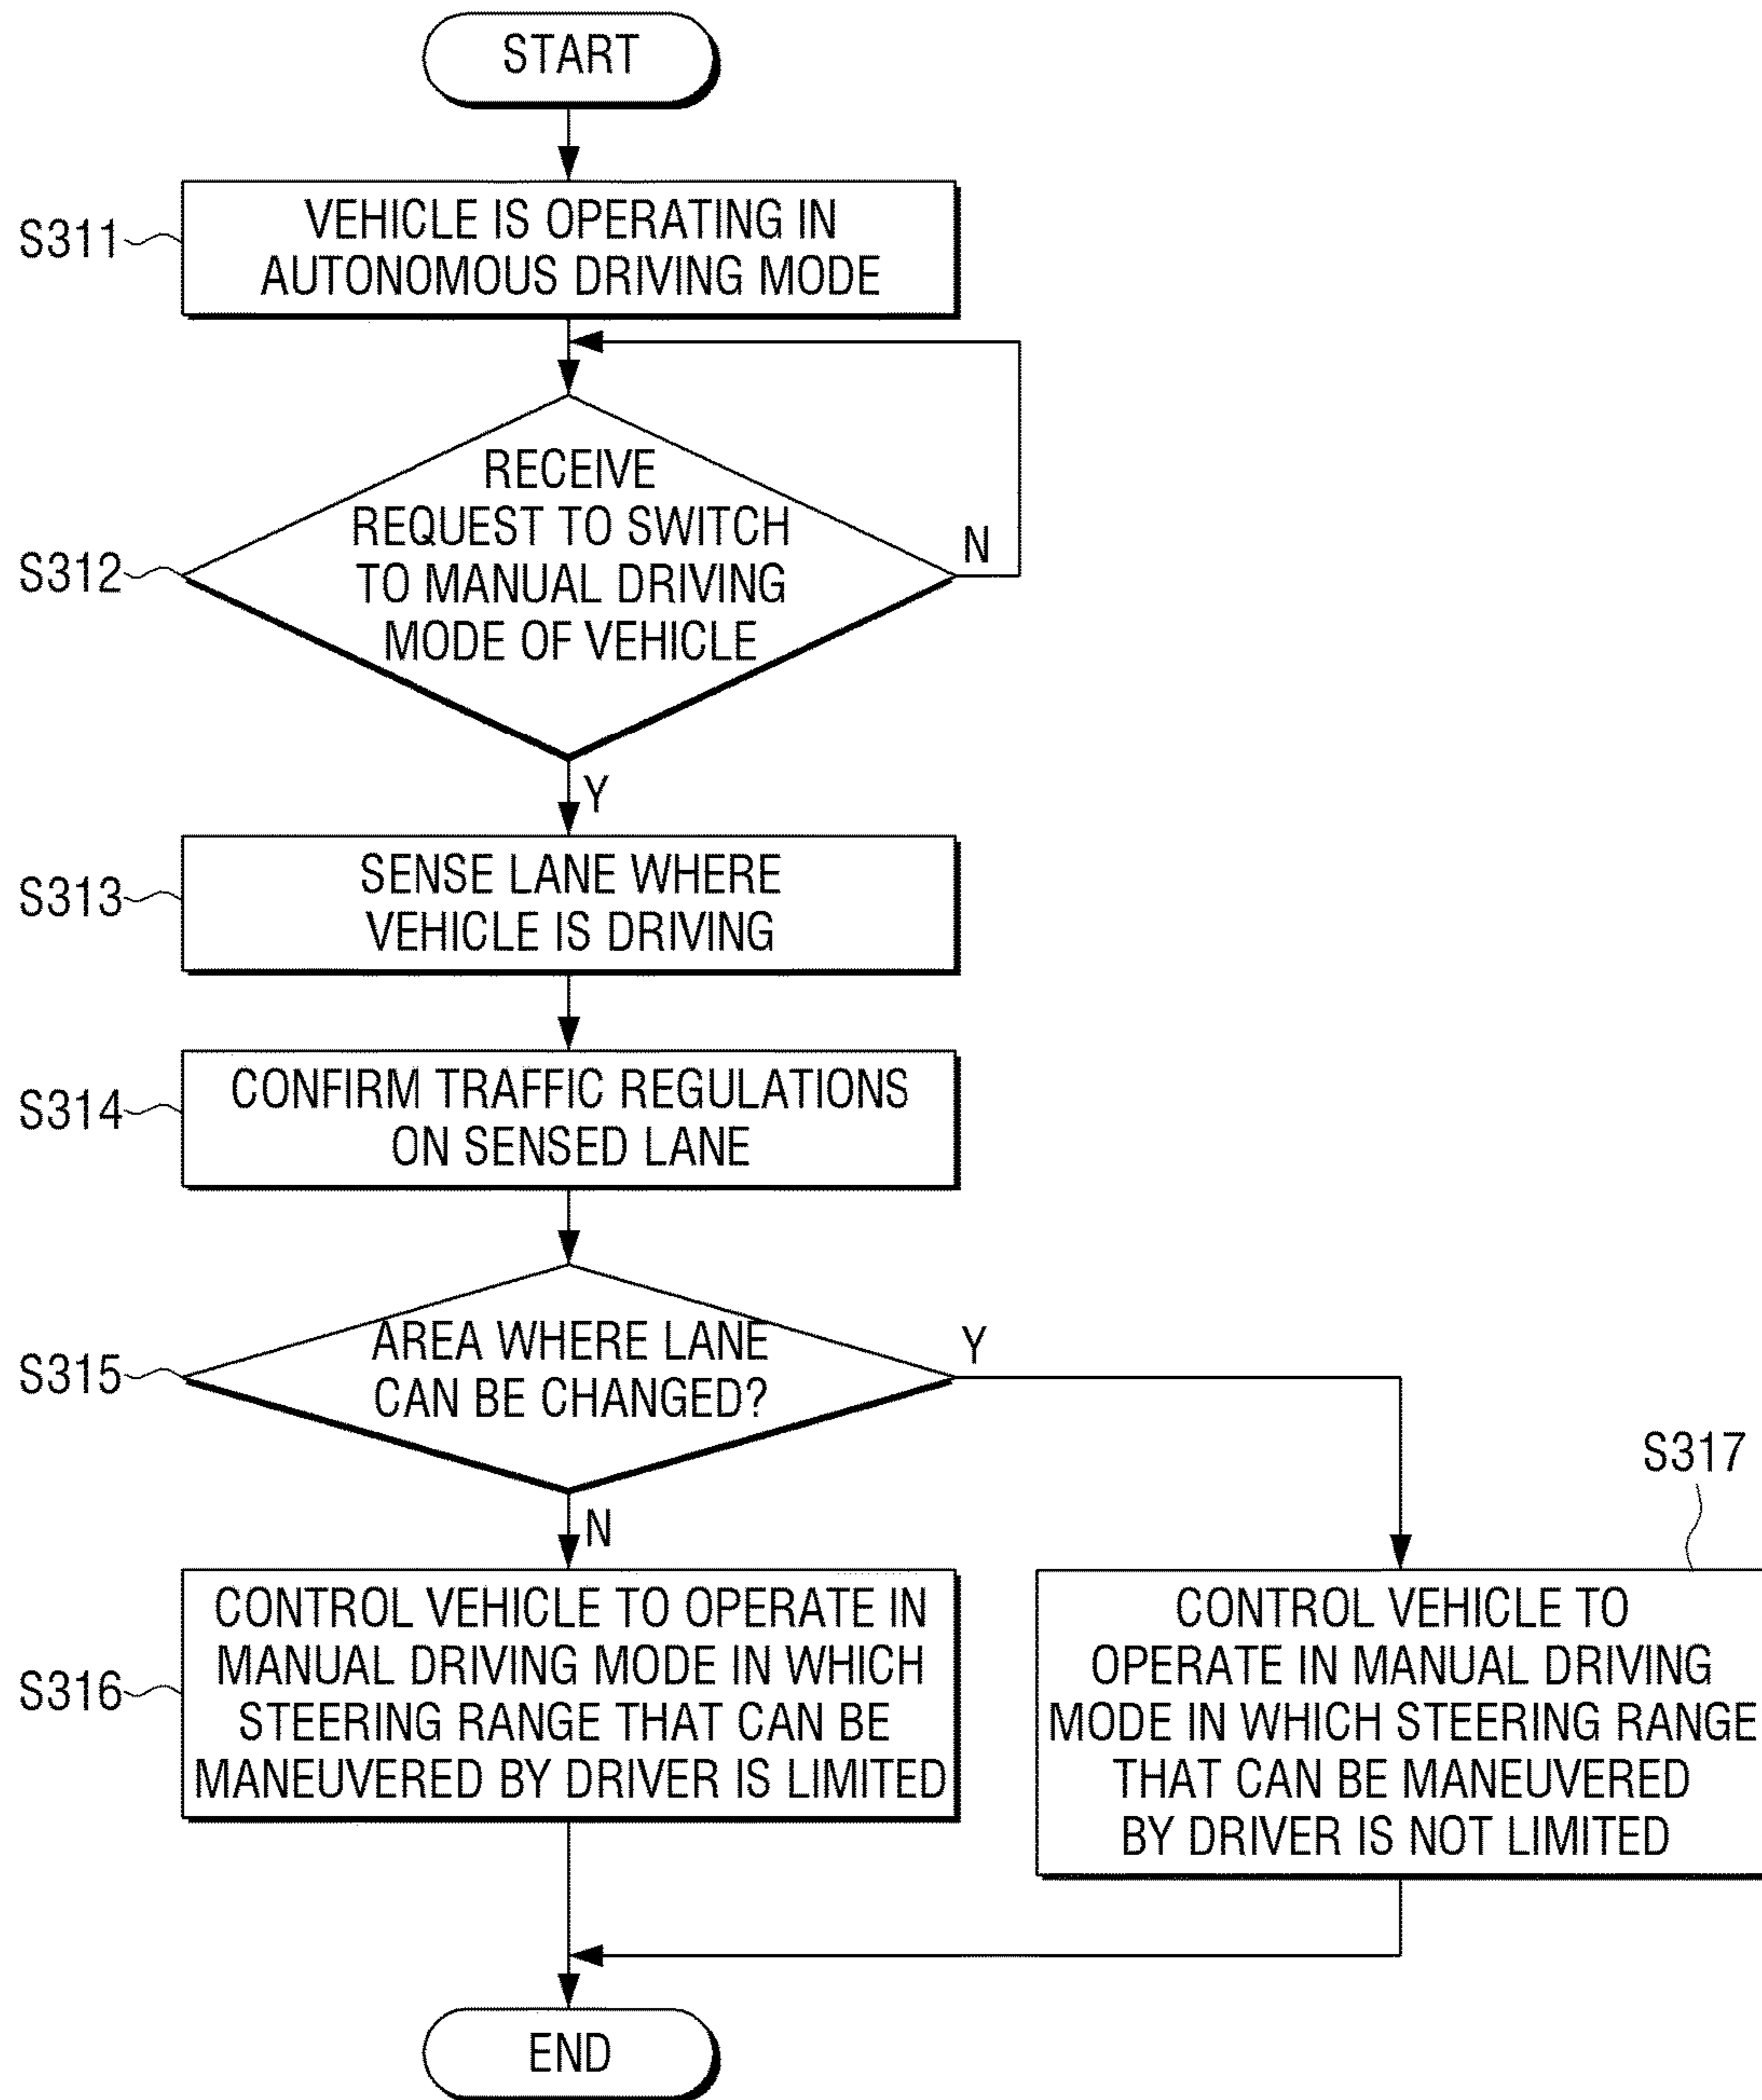 START
S311
VEHICLE IS OPERATING IN
AUTONOMOUS DRIVING MODE
S312
RECEIVE
REQUEST TO SWITCH
TO MANUAL DRIVING
MODE OF VEHICLE
N
Y
S313
SENSE LANE WHERE
VEHICLE IS DRIVING
S314
CONFIRM TRAFFIC REGULATIONS
ON SENSED LANE
S315
AREA WHERE LANE
CAN BE CHANGED?
Y
N
S316
CONTROL VEHICLE TO OPERATE IN
MANUAL DRIVING MODE IN WHICH
STEERING RANGE THAT CAN BE
MANEUVERED BY DRIVER IS LIMITED
S317
CONTROL VEHICLE TO
OPERATE IN MANUAL DRIVING
MODE IN WHICH STEERING RANGE
THAT CAN BE MANEUVERED
BY DRIVER IS NOT LIMITED
END